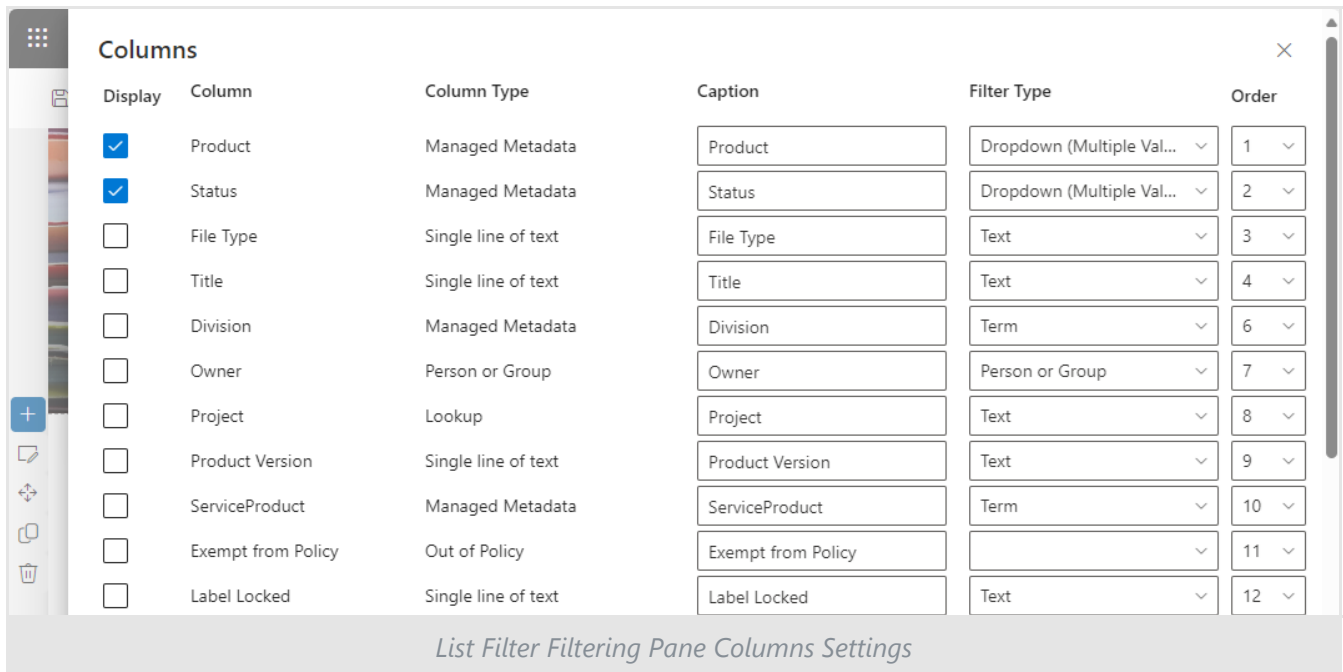 Columns
Display Column Column Type Caption Filter Type Order
Product Managed Metadata Product Dropdown (Multiple Val... 1
Status Managed Metadata Status Dropdown (Multiple Val... 2
File Type Single line of text File Type Text 3
Title Single line of text Title Text 4
Division Managed Metadata Division Term 6
Owner Person or Group Owner Person or Group 7
Project Lookup Project Text 8
Product Version Single line of text Product Version Text 9
ServiceProduct Managed Metadata ServiceProduct Term 10
Exempt from Policy Out of Policy Exempt from Policy 11
Label Locked Single line of text Label Locked Text 12
List Filter Filtering Pane Columns Settings